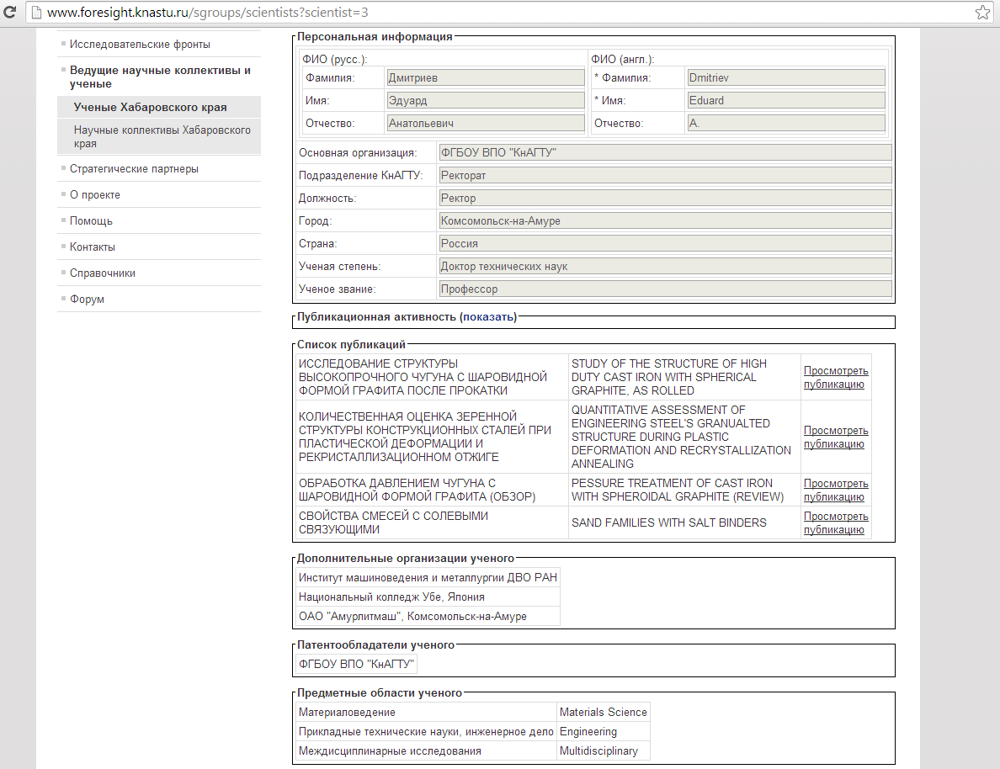 www.foresight.knastu.ru/sgroups/scientists?scientist=3
Исследовательские фронты
Ведущие научные коллективы и
ученые
Ученые Хабаровского края
Научные коллективы Хабаровского
края
Стратегические партнеры
О проекте
Помощь
Контакты
Справочники
Форум
Персональная информация
ФИО (русс.):
Фамилия: Дмитриев
Имя: Эдуард
Отчество: Анатольевич
ФИО (англ.):
* Фамилия: Dmitriev
* Имя: Eduard
Отчество: A.
Основная организация: ФГБОУ ВПО "КнАГТУ"
Подразделение КнАГТУ: Ректорат
Должность: Ректор
Город: Комсомольск-на-Амуре
Страна: Россия
Ученая степень: Доктор технических наук
Ученое звание: Профессор
Публикационная активность (показать)
Список публикаций
ИССЛЕДОВАНИЕ СТРУКТУРЫ
ВЫСОКОПРОЧНОГО ЧУГУНА С ШАРОВИДНОЙ
ФОРМОЙ ГРАФИТА ПОСЛЕ ПРОКАТКИ
STUDY OF THE STRUCTURE OF HIGH
DUTY CAST IRON WITH SPHERICAL
GRAPHITE, AS ROLLED
Просмотреть
публикацию
КОЛИЧЕСТВЕННАЯ ОЦЕНКА ЗЕРЕННОЙ
СТРУКТУРЫ КОНСТРУКЦИОННЫХ СТАЛЕЙ ПРИ
ПЛАСТИЧЕСКОЙ ДЕФОРМАЦИИ И
РЕКРИСТАЛЛИЗАЦИОННОМ ОТЖИГЕ
QUANTITATIVE ASSESSMENT OF
ENGINEERING STEEL'S GRANUALTED
STRUCTURE DURING PLASTIC
DEFORMATION AND RECRYSTALLIZATION
ANNEALING
Просмотреть
публикацию
ОБРАБОТКА ДАВЛЕНИЕМ ЧУГУНА С
ШАРОВИДНОЙ ФОРМОЙ ГРАФИТА (ОБЗОР)
PESSURE TREATMENT OF CAST IRON
WITH SPHEROIDAL GRAPHITE (REVIEW)
Просмотреть
публикацию
СВОЙСТВА СМЕСЕЙ С СОЛЕВЫМИ
СВЯЗУЮЩИМИ
SAND FAMILIES WITH SALT BINDERS
Просмотреть
публикацию
Дополнительные организации ученого
Институт машиноведения и металлургии ДВО РАН
Национальный колледж Убе, Япония
ОАО "Амурлитмаш", Комсомольск-на-Амуре
Патентообладатели ученого
ФГБОУ ВПО "КнАГТУ"
Предметные области ученого
Материаловедение Materials Science
Прикладные технические науки, инженерное дело Engineering
Междисциплинарные исследования Multidisciplinary